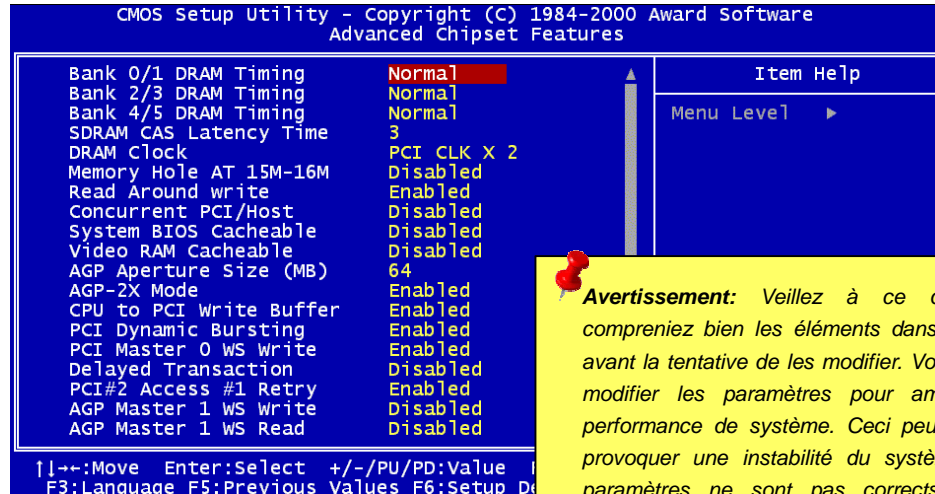 CMOS Setup Utility – Copyright (C) 1984-2000 Award Software
Advanced Chipset Features
Bank 0/1 DRAM Timing Normal
Bank 2/3 DRAM Timing Normal
Bank 4/5 DRAM Timing Normal
SDRAM CAS Latency Time 3
DRAM Clock PCI CLK X 2
Memory Hole AT 15M-16M Disabled
Read Around write Enabled
Concurrent PCI/Host Disabled
System BIOS Cacheable Disabled
Video RAM Cacheable Disabled
AGP Aperture Size (MB) 64
AGP-2X Mode Enabled
CPU to PCI Write Buffer Enabled
PCI Dynamic Bursting Enabled
PCI Master 0 WS Write Enabled
Delayed Transaction Disabled
PCI#2 Access #1 Retry Enabled
AGP Master 1 WS Write Disabled
AGP Master 1 WS Read Disabled
Item Help
Menu Level ▶
↑↓→←:Move Enter:Select +/-/PU/PD:Value
F3:Language F5:Previous Values F6:Setup
Avertissement: Veillez à ce
compreniez bien les éléments dans
avant la tentative de les modifier.
modifier les paramètres pour
performance de système. Ceci
provoquer une instabilité du
paramètres ne sont pas corrects